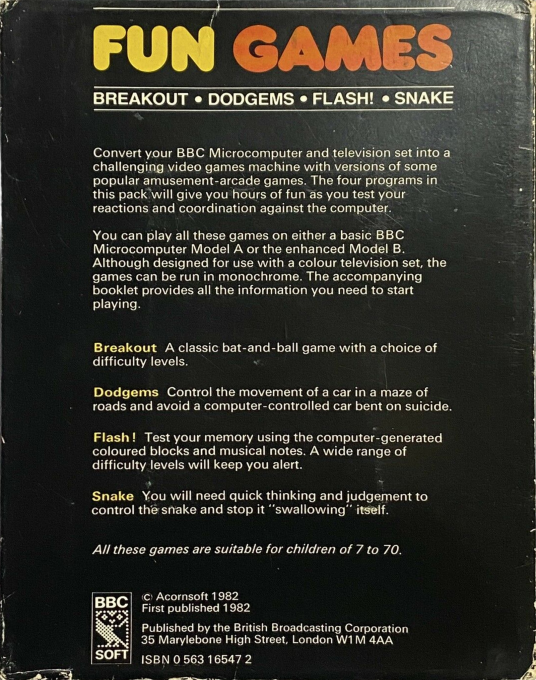 FUN GAMES
BREAKOUT • DODGEMS • FLASH! • SNAKE
Convert your BBC Microcomputer and television set into a
challenging video games machine with versions of some
popular amusement-arcade games. The four programs in
this pack will give you hours of fun as you test your
reactions and coordination against the computer.
You can play all these games on either a basic BBC
Microcomputer Model A or the enhanced Model B.
Although designed for use with a colour television set, the
games can be run in monochrome. The accompanying
booklet provides all the information you need to start
playing.
Breakout A classic bat-and-ball game with a choice of
difficulty levels.
Dodgems Control the movement of a car in a maze of
roads and avoid a computer-controlled car bent on suicide.
Flash! Test your memory using the computer-generated
coloured blocks and musical notes. A wide range of
difficulty levels will keep you alert.
Snake You will need quick thinking and judgement to
control the snake and stop it "swallowing" itself.
All these games are suitable for children of 7 to 70.
BBC
SOFT
© Acornsoft 1982
First published 1982
Published by the British Broadcasting Corporation
35 Marylebone High Street, London W1M 4AA
ISBN 0 563 16547 2